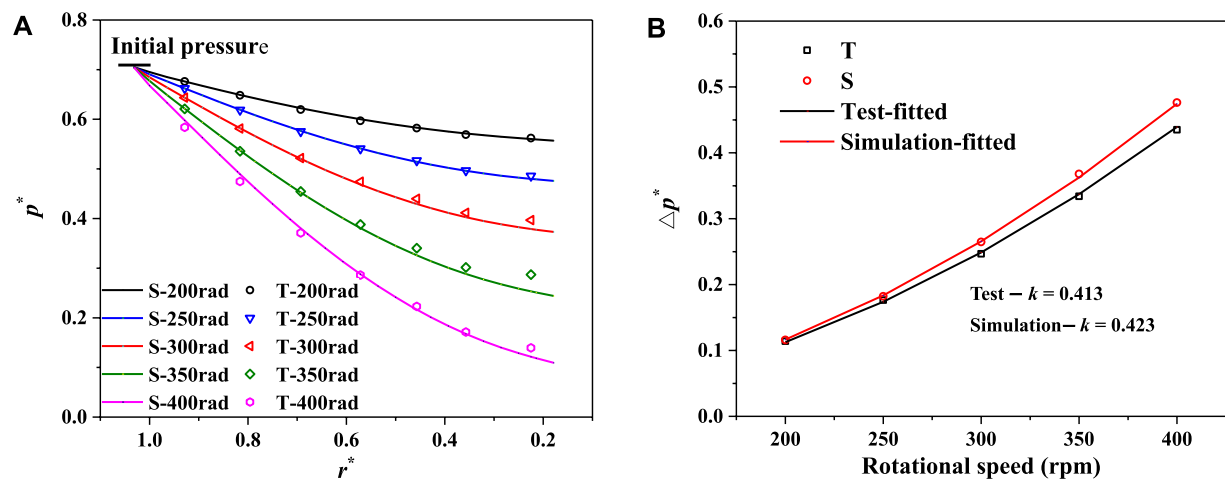 A
Initial pressure
p*
0.8
0.6
0.4
0.2
0.0
S-200rad T-200rad
S-250rad T-250rad
S-300rad T-300rad
S-350rad T-350rad
S-400rad T-400rad
1.0 0.8 0.6 0.4 0.2
r*
B
△p*
0.6
0.5
0.4
0.3
0.2
0.1
0.0
T
S
Test-fitted
Simulation-fitted
Test – k = 0.413
Simulation – k = 0.423
200 250 300 350 400
Rotational speed (rpm)